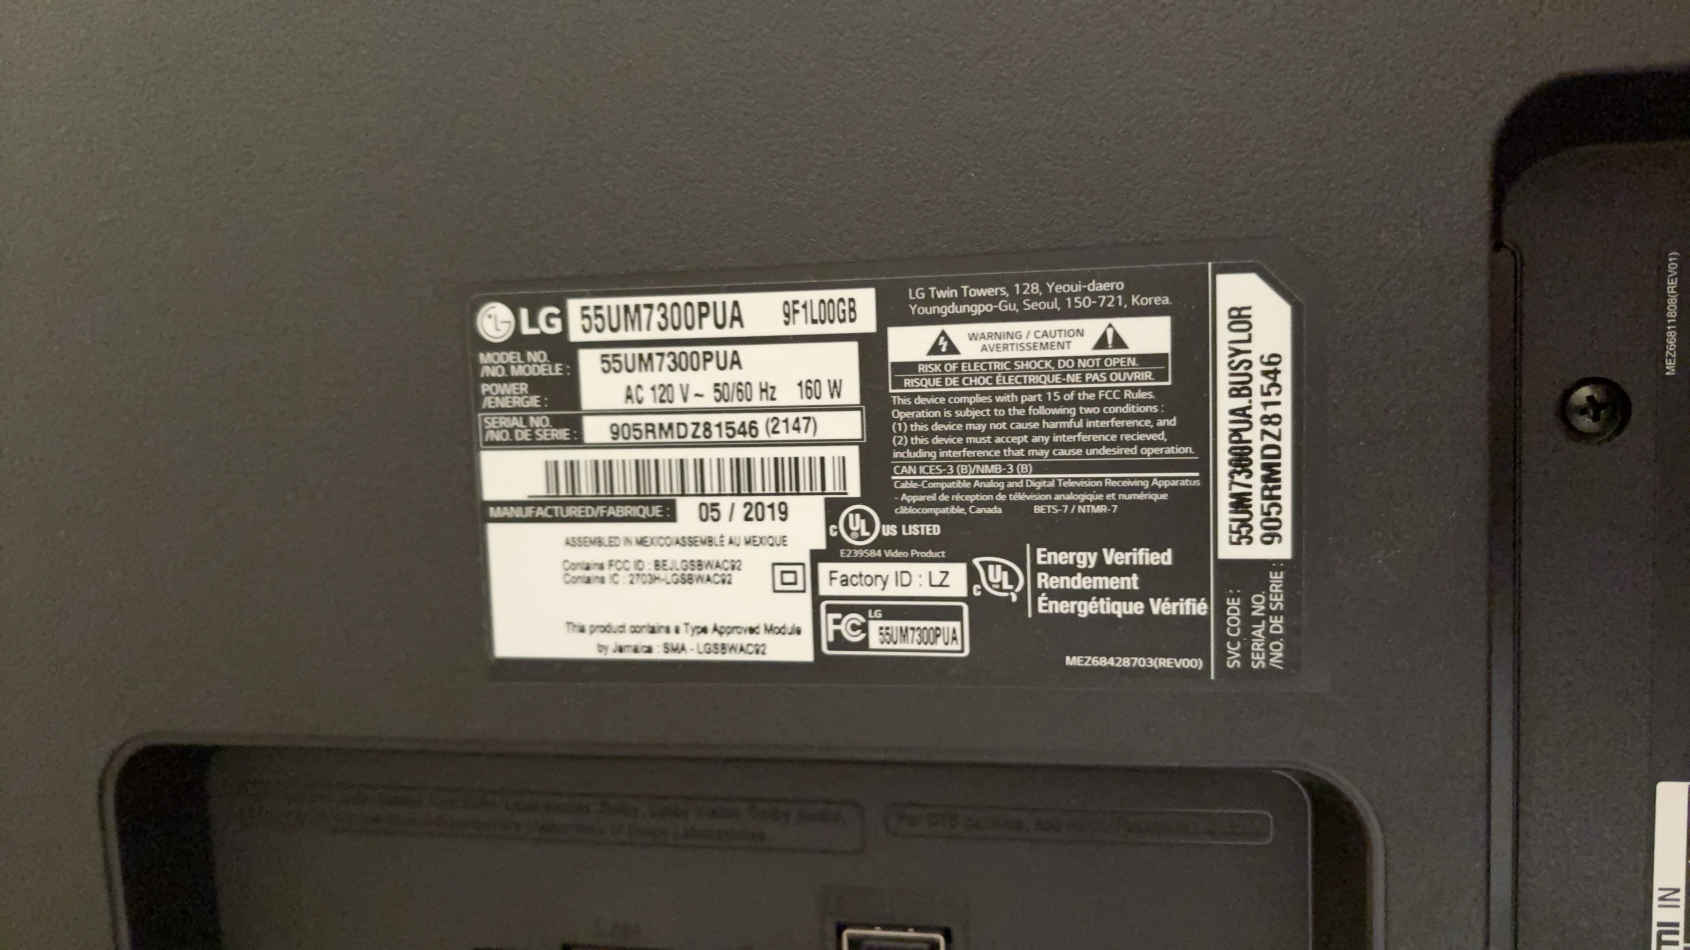 LG 55UM7300PUA 9F1L00GB
MODEL NO. /NO. MODELE : 55UM7300PUA
POWER /ENERGIE : AC 120 V ~ 50/60 Hz 160 W
SERIAL NO. /NO. DE SERIE : 905RMDZ81546 (2147)
MANUFACTURED/FABRIQUE : 05 / 2019
ASSEMBLED IN MEXICO/ASSEMBLÉ AU MEXIQUE
Contains FCC ID : BEJLGSBWAC92
Contains IC : 2703H-LGSBWAC92
This product contains a Type Approved Module
by Jamaica : SMA - LGSBWAC92
LG Twin Towers, 128, Yeoui-daero
Youngdungpo-Gu, Seoul, 150-721, Korea.
WARNING / CAUTION
AVERTISSEMENT
RISK OF ELECTRIC SHOCK, DO NOT OPEN.
RISQUE DE CHOC ÉLECTRIQUE-NE PAS OUVRIR.
This device complies with part 15 of the FCC Rules.
Operation is subject to the following two conditions :
(1) this device may not cause harmful interference, and
(2) this device must accept any interference recieved,
including interference that may cause undesired operation.
CAN ICES-3 (B)/NMB-3 (B)
Cable-Compatible Analog and Digital Television Receiving Apparatus
- Appareil de réception de télévision analogique et numérique
câblocompatible, Canada BETS-7 / NTMR-7
C UL US LISTED
E239584 Video Product
Factory ID : LZ
FC LG
55UM7300PUA
C UL Energy Verified
Rendement
Énergétique Vérifié
MEZ68428703(REV00)
SVC CODE : 55UM7300PUA.BUSYLOR
SERIAL NO. /NO. DE SERIE : 905RMDZ81546
MEZ66811808(REV01)
IN